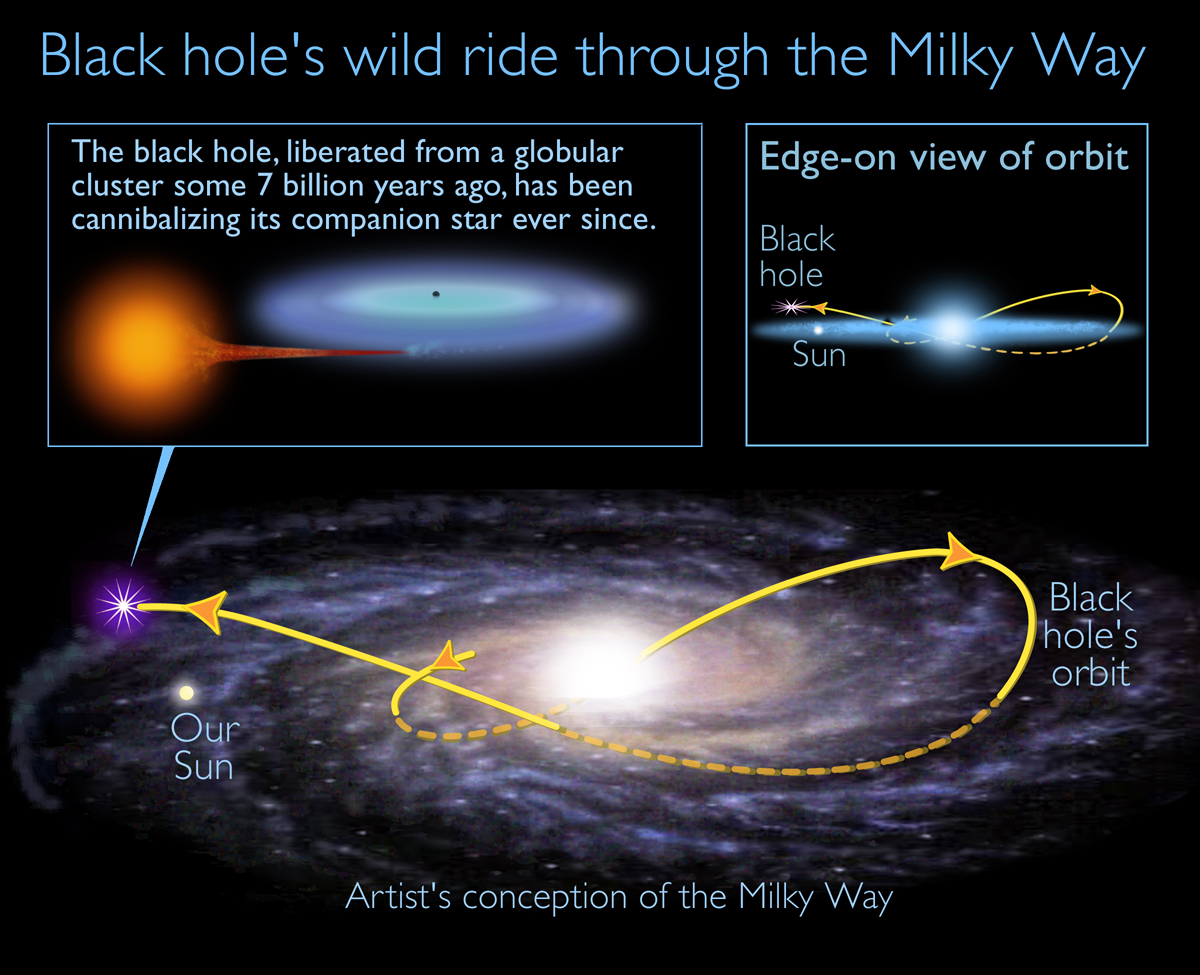 Black hole's wild ride through the Milky Way
The black hole, liberated from a globular
cluster some 7 billion years ago, has been
cannibalizing its companion star ever since.
Edge-on view of orbit
Black
hole
Sun
Black
hole's
orbit
Our
Sun
Artist's conception of the Milky Way